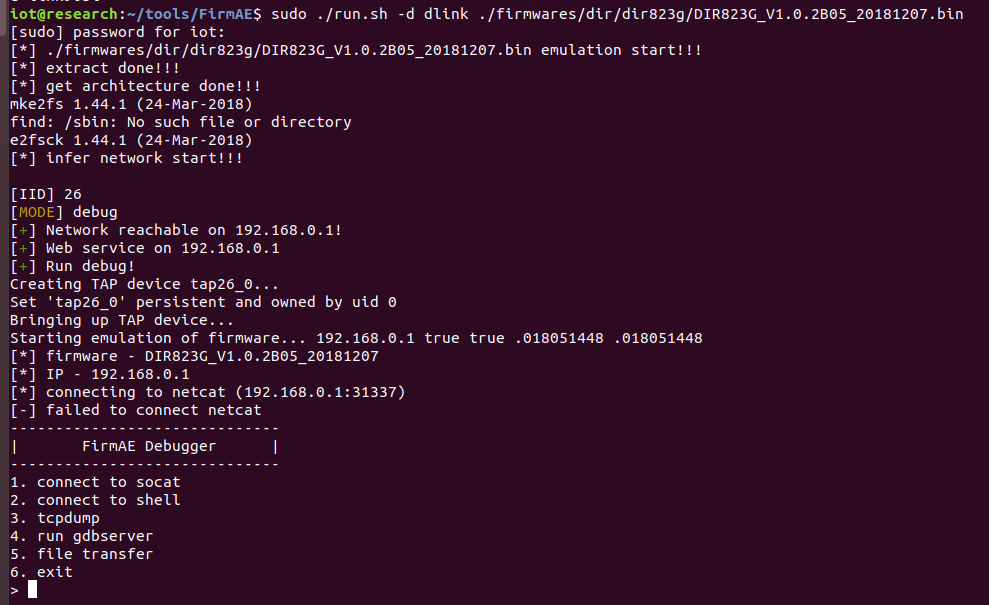 iot@research:~/tools/FirmAE$ sudo ./run.sh -d dlink ./firmwares/dir/dir823g/DIR823G_V1.0.2B05_20181207.bin
[sudo] password for iot:
[*] ./firmwares/dir/dir823g/DIR823G_V1.0.2B05_20181207.bin emulation start!!!
[*] extract done!!!
[*] get architecture done!!!
mke2fs 1.44.1 (24-Mar-2018)
find: /sbin: No such file or directory
e2fsck 1.44.1 (24-Mar-2018)
[*] infer network start!!!

[IID] 26
[MODE] debug
[+] Network reachable on 192.168.0.1!
[+] Web service on 192.168.0.1
[+] Run debug!
Creating TAP device tap26_0...
Set 'tap26_0' persistent and owned by uid 0
Bringing up TAP device...
Starting emulation of firmware... 192.168.0.1 true true .018051448 .018051448
[*] firmware - DIR823G_V1.0.2B05_20181207
[*] IP - 192.168.0.1
[*] connecting to netcat (192.168.0.1:31337)
[-] failed to connect netcat
------------------------------
|       FirmAE Debugger      |
------------------------------
1. connect to socat
2. connect to shell
3. tcpdump
4. run gdbserver
5. file transfer
6. exit
>